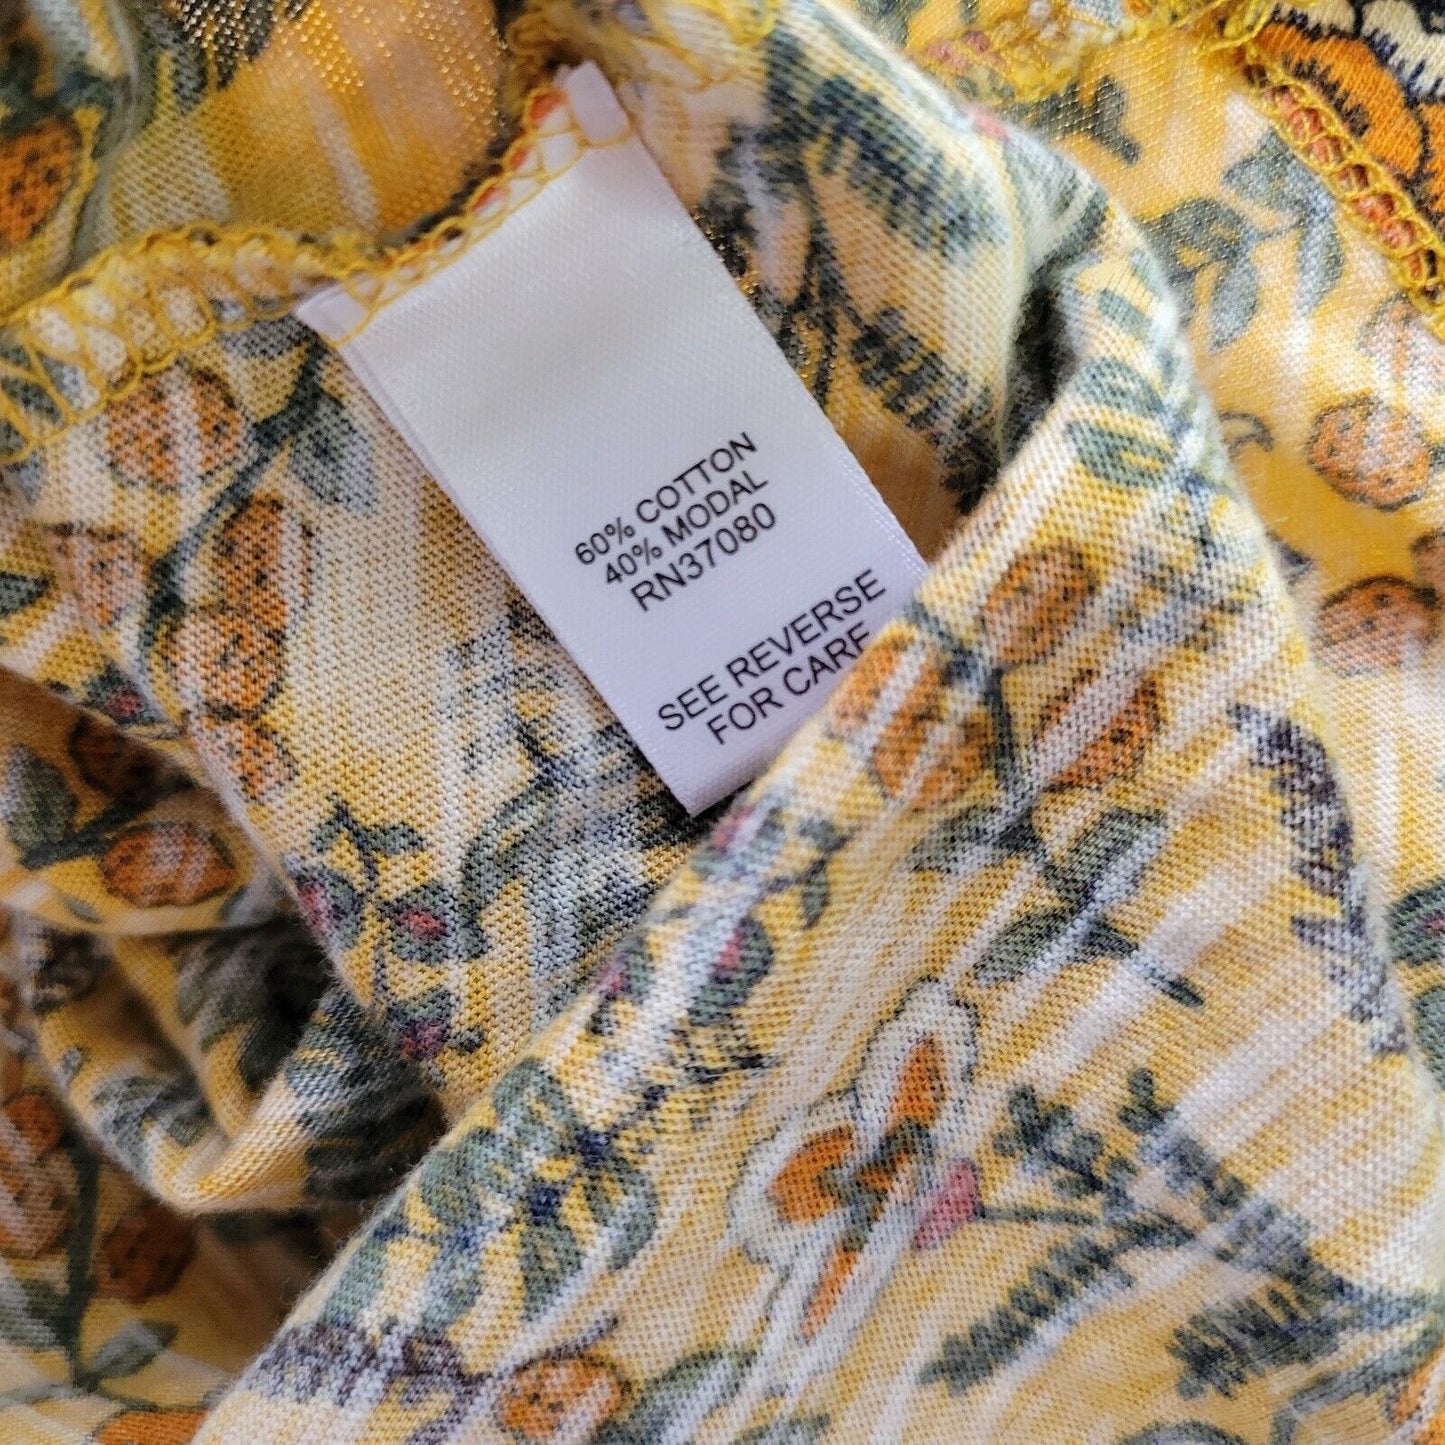 60% COTTON
40% MODAL
RN37080
SEE REVERSE
FOR CARE